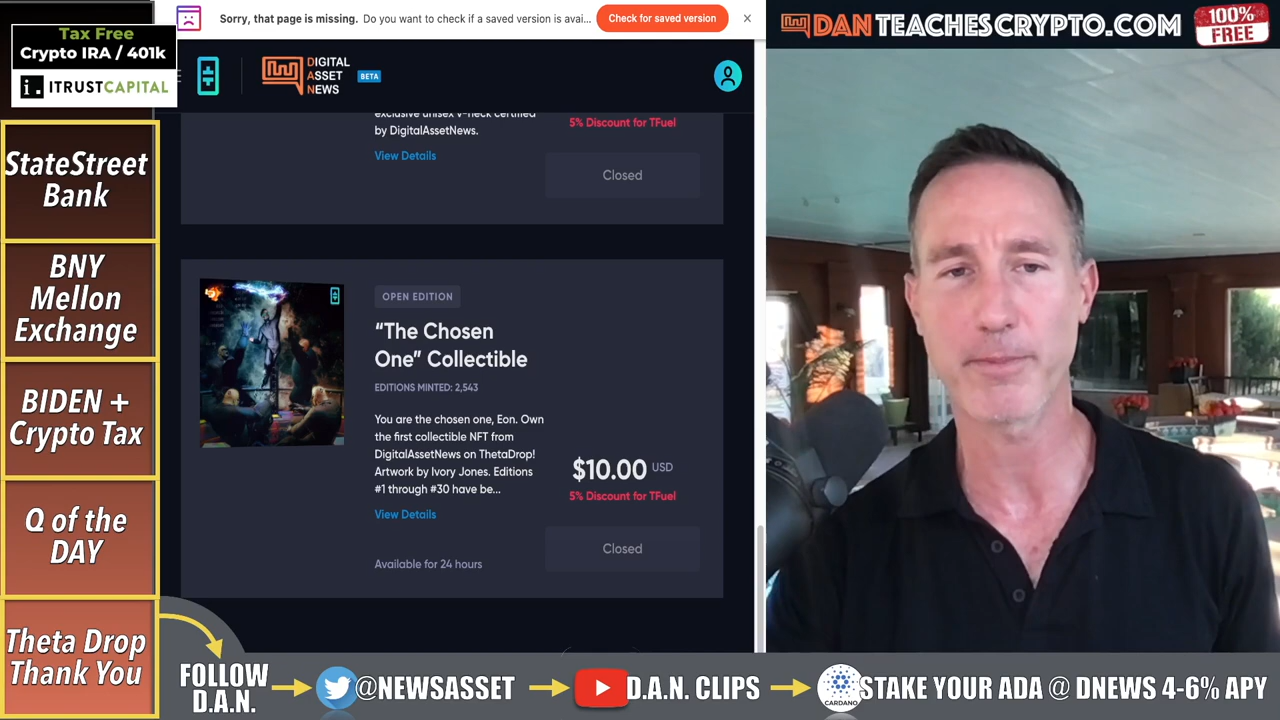 Tax Free
Crypto IRA / 401k
i. ITRUSTCAPITAL
StateStreet
Bank
BNY
Mellon
Exchange
BIDEN +
Crypto Tax
Q of the
DAY
Theta Drop
Thank You
Sorry, that page is missing. Do you want to check if a saved version is avai...
Check for saved version
×
DIGITAL
ASSET
NEWS
BETA
exclusive unisex v-neck certified
by DigitalAssetNews.
View Details
5% Discount for TFuel
Closed
OPEN EDITION
“The Chosen
One” Collectible
EDITIONS MINTED: 2,543
You are the chosen one, Eon. Own
the first collectible NFT from
DigitalAssetNews on ThetaDrop!
Artwork by Ivory Jones. Editions
#1 through #30 have be...
View Details
Available for 24 hours
$10.00 USD
5% Discount for TFuel
Closed
DANTEACHESCRYPTO.COM
100%
FREE
FOLLOW
D.A.N.
@NEWSASSET
D.A.N. CLIPS
CARDANO
STAKE YOUR ADA @ DNEWS 4-6% APY